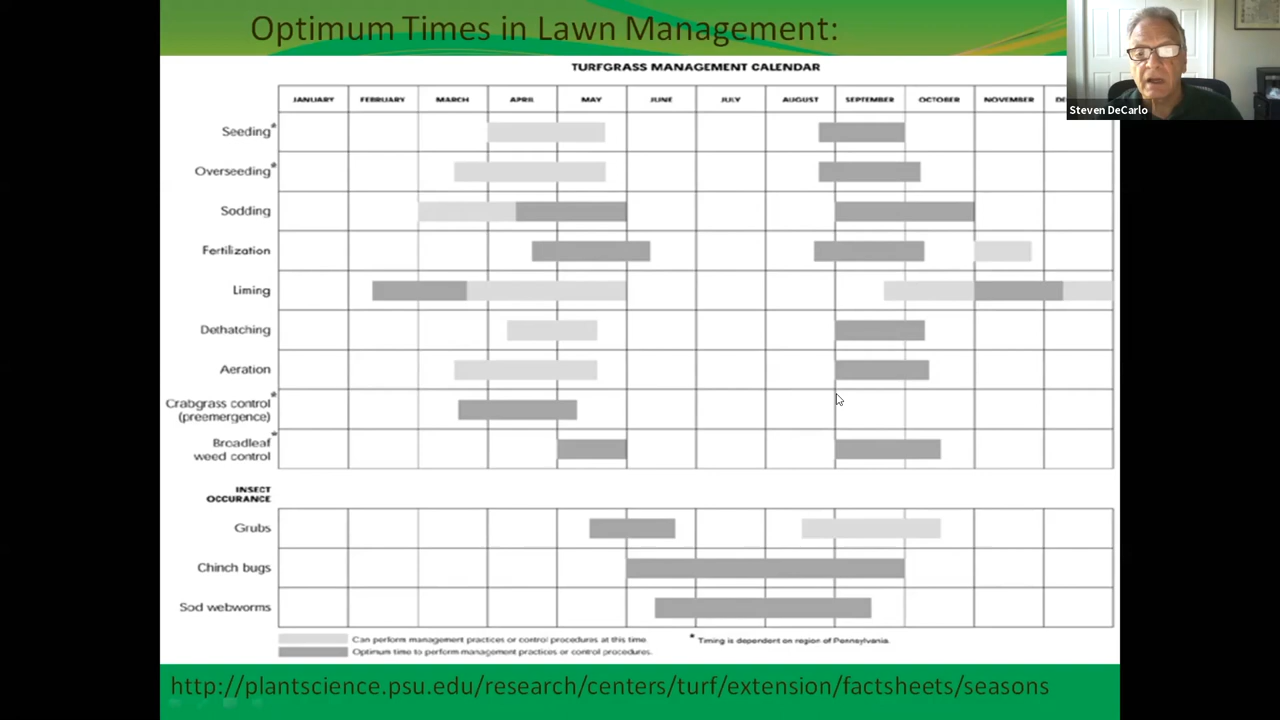 Optimum Times in Lawn Management:
TURFGRASS MANAGEMENT CALENDAR
JANUARY FEBRUARY MARCH APRIL MAY JUNE JULY AUGUST SEPTEMBER OCTOBER NOVEMBER DE
Steven DeCarlo
Seeding*
Overseeding*
Sodding
Fertilization
Liming
Dethatching
Aeration
Crabgrass control*
(preemergence)
Broadleaf*
weed control
INSECT
OCCURANCE
Grubs
Chinch bugs
Sod webworms
Can perform management practices or control procedures at this time.
* Timing is dependent on region of Pennsylvania.
Optimum time to perform management practices or control procedures.
http://plantscience.psu.edu/research/centers/turf/extension/factsheets/seasons